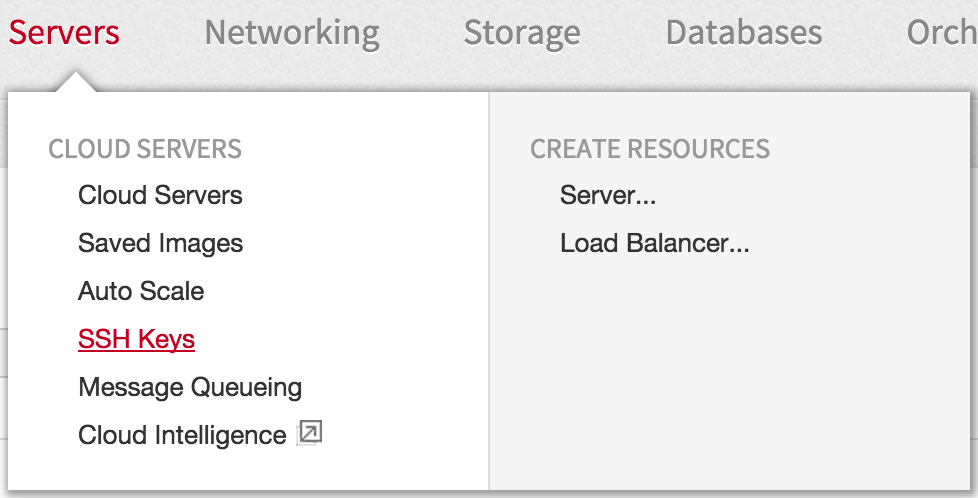 Servers Networking Storage Databases Orch
CLOUD SERVERS
Cloud Servers
Saved Images
Auto Scale
SSH Keys
Message Queueing
Cloud Intelligence
CREATE RESOURCES
Server...
Load Balancer...